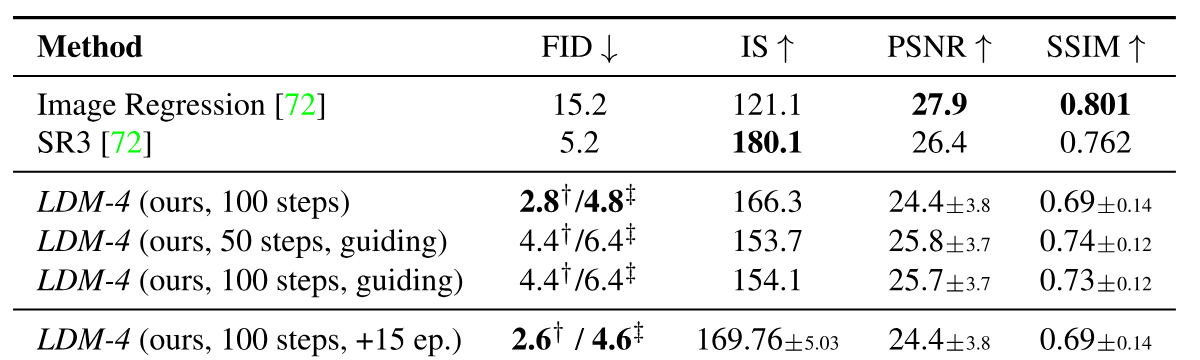 Method FID ↓ IS ↑ PSNR ↑ SSIM ↑
Image Regression [72] 15.2 121.1 27.9 0.801
SR3 [72] 5.2 180.1 26.4 0.762
LDM-4 (ours, 100 steps) 2.8†/4.8‡ 166.3 24.4±3.8 0.69±0.14
LDM-4 (ours, 50 steps, guiding) 4.4†/6.4‡ 153.7 25.8±3.7 0.74±0.12
LDM-4 (ours, 100 steps, guiding) 4.4†/6.4‡ 154.1 25.7±3.7 0.73±0.12
LDM-4 (ours, 100 steps, +15 ep.) 2.6† / 4.6‡ 169.76±5.03 24.4±3.8 0.69±0.14